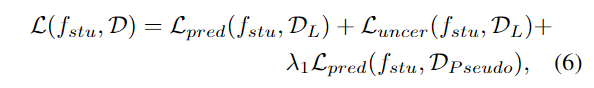 ℒ(f_{stu}, 𝒟) = ℒ_{pred}(f_{stu}, 𝒟_L) + ℒ_{uncer}(f_{stu}, 𝒟_L)+
λ_1ℒ_{pred}(f_{stu}, 𝒟_{Pseudo}), (6)